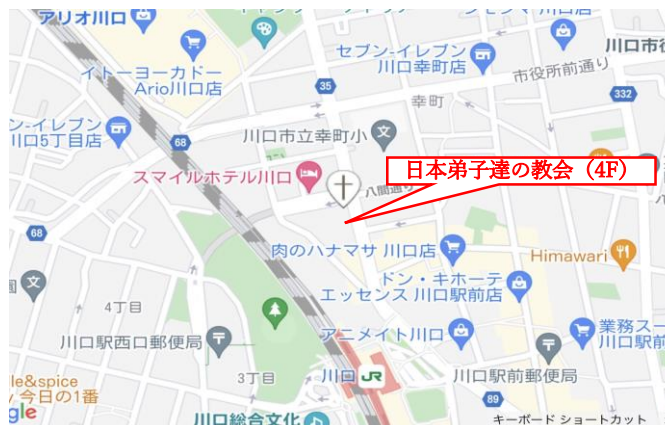 アリオ川口
イトーヨーカドー
Ario川口店
セブン-イレブン
川口幸町店
川口市役
市役所前通り
35
幸町
332
ン-イレブン
川口5丁目店
68
川口市立幸町小
文
スマイルホテル川口
日本弟子達の教会（4F）
八間通り
68
肉のハナマサ 川口店
Himawari
ドン・キホーテ
エッセンス 川口駅前店
文
4丁目
アニメイト川口
業務スー
川口駅前
川口駅西口郵便局
3丁目
川口
JR
川口駅前郵便局
le&spice
今日の1番
89
gle
川口総合文化
キーボード ショートカット